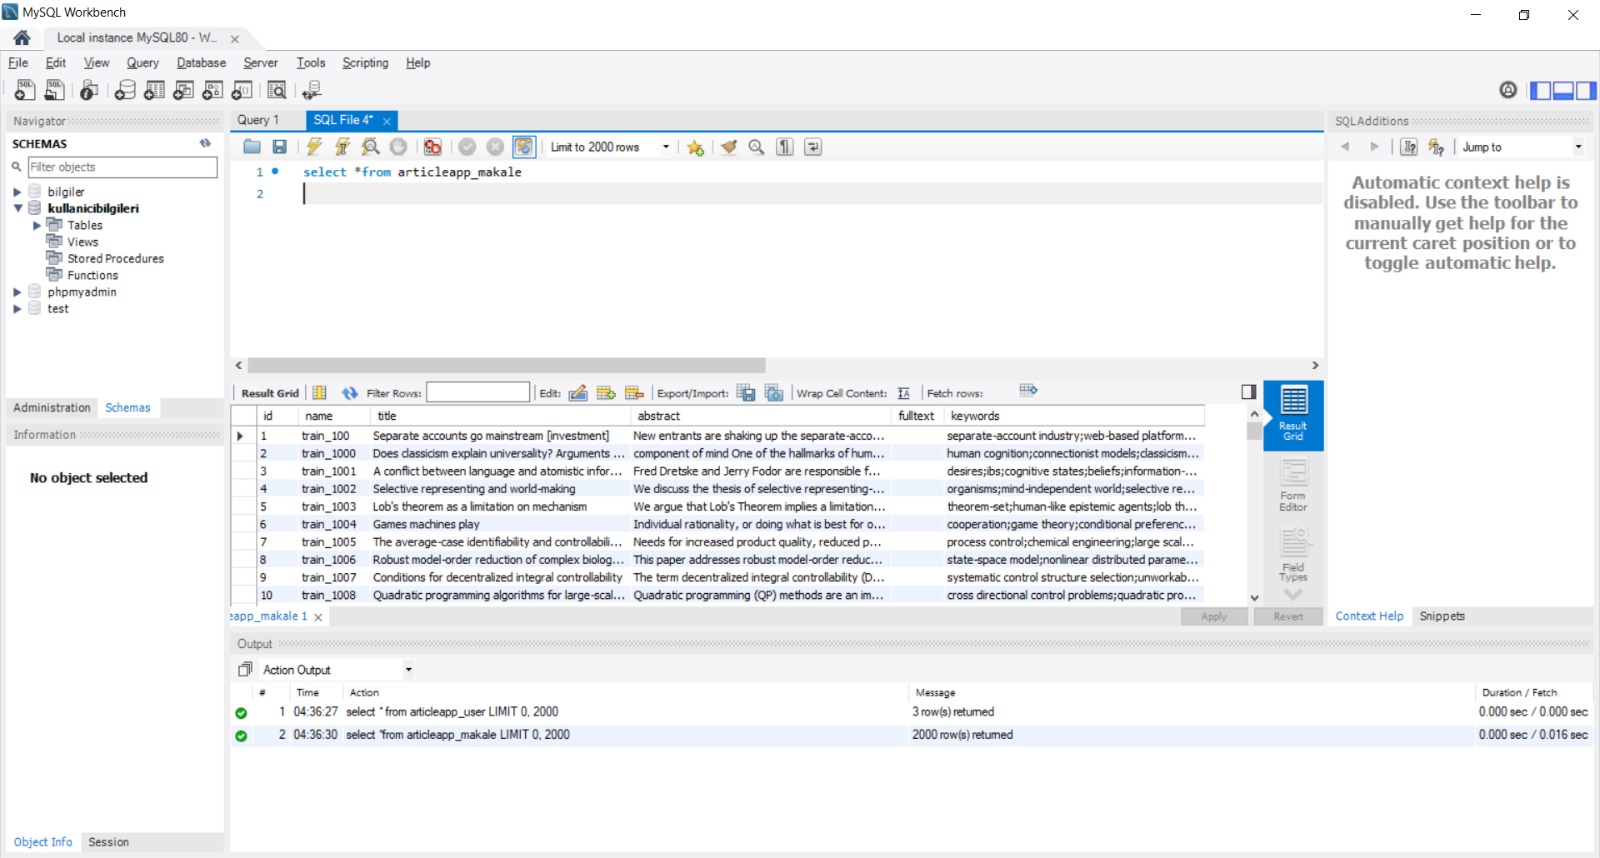 MySQL Workbench
Local instance MySQL80 - W...
File Edit View Query Database Server Tools Scripting Help
Navigator
SCHEMAS
Filter objects
bilgiler
kullanicibilgileri
Tables
Views
Stored Procedures
Functions
phpmyadmin
test
Administration Schemas
Information
No object selected
Object Info Session
Query 1 SQL File 4*
Limit to 2000 rows
1 select *from articleapp_makale
2
Result Grid Filter Rows: Edit: Export/Import: Wrap Cell Content: Fetch rows:
id name title abstract fulltext keywords
1 train_100 Separate accounts go mainstream [investment] New entrants are shaking up the separate-acco... separate-account industry;web-based platform...
2 train_1000 Does classicism explain universality? Arguments ... component of mind One of the hallmarks of hum... human cognition;connectionist models;classicism...
3 train_1001 A conflict between language and atomistic infor... Fred Dretske and Jerry Fodor are responsible f... desires;ibs;cognitive states;beliefs;information-...
4 train_1002 Selective representing and world-making We discuss the thesis of selective representing-... organisms;mind-independent world;selective re...
5 train_1003 Lob's theorem as a limitation on mechanism We argue that Lob's Theorem implies a limitation... theorem-set;human-like epistemic agents;lob th...
6 train_1004 Games machines play Individual rationality, or doing what is best for o... cooperation;game theory;conditional preferenc...
7 train_1005 The average-case identifiability and controllabili... Needs for increased product quality, reduced p... process control;chemical engineering;large scal...
8 train_1006 Robust model-order reduction of complex biolog... This paper addresses robust model-order reduc... state-space model;nonlinear distributed parame...
9 train_1007 Conditions for decentralized integral controllability The term decentralized integral controllability (D... systematic control structure selection;unworkab...
10 train_1008 Quadratic programming algorithms for large-scal... Quadratic programming (QP) methods are an im... cross directional control problems;quadratic pro...
Result
Grid
Form
Editor
Field
Types
eapp_makale 1 Apply Revert
Output
Action Output
# Time Action Message Duration / Fetch
1 04:36:27 select * from articleapp_user LIMIT 0, 2000 3 row(s) returned 0.000 sec / 0.000 sec
2 04:36:30 select *from articleapp_makale LIMIT 0, 2000 2000 row(s) returned 0.000 sec / 0.016 sec
SQLAdditions
Jump to
Automatic context help is
disabled. Use the toolbar to
manually get help for the
current caret position or to
toggle automatic help.
Context Help Snippets